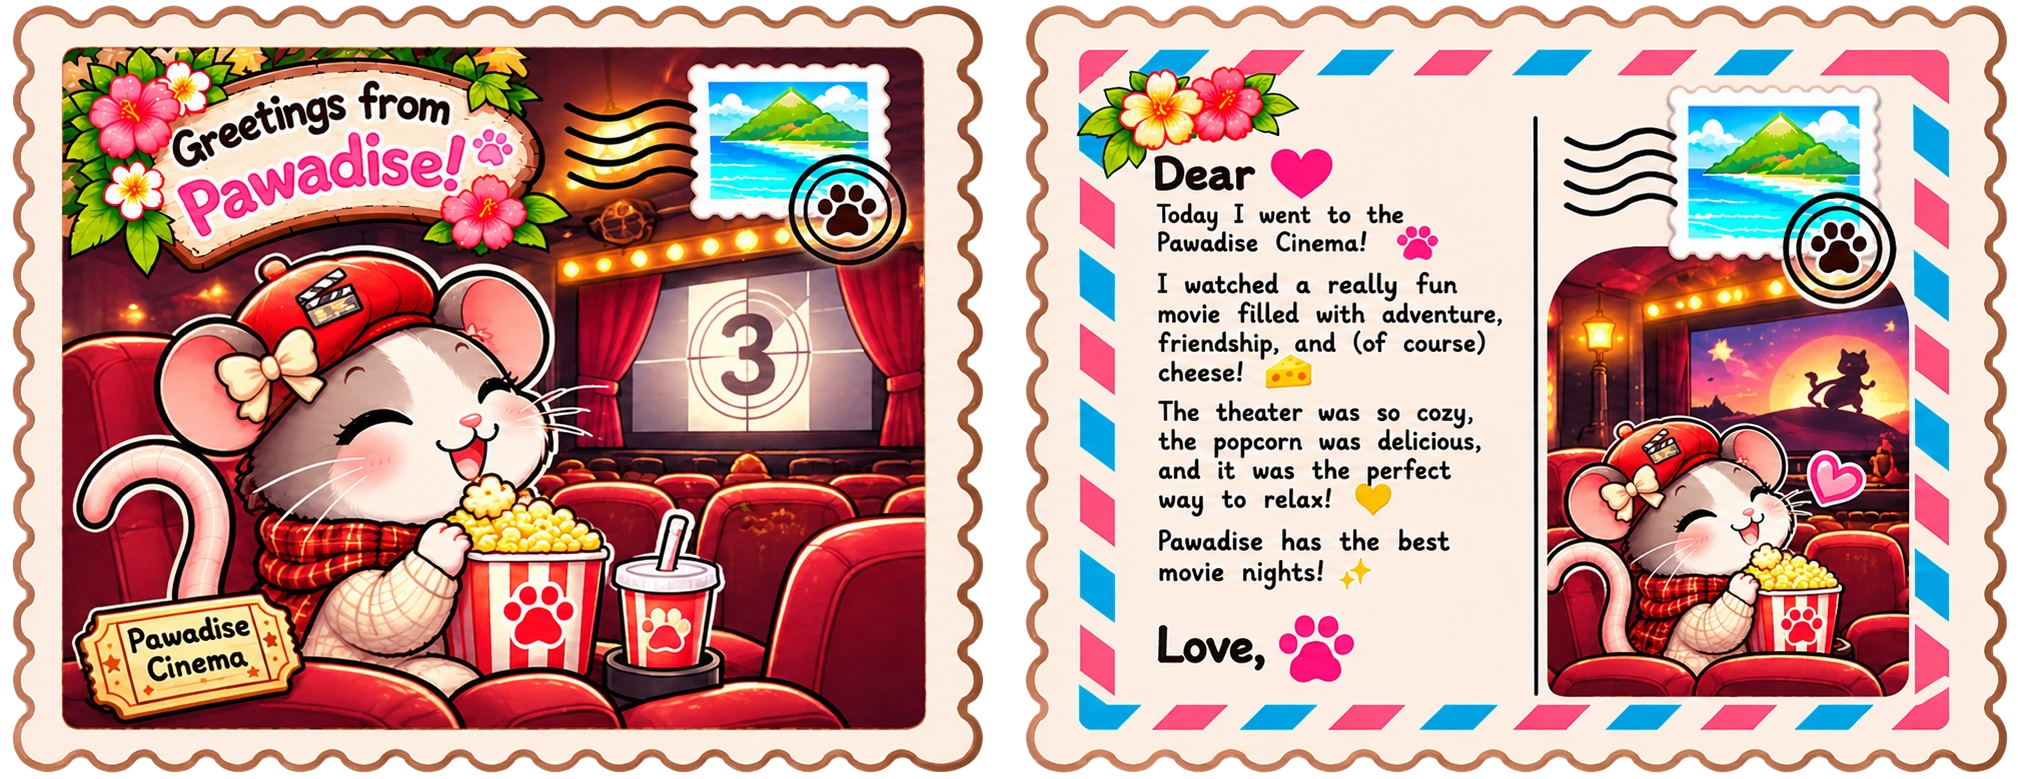 Greetings from
Pawadise!
3
Pawadise
Cinema
Dear
Today I went to the
Pawadise Cinema!
I watched a really fun
movie filled with adventure,
friendship, and (of course)
cheese!
The theater was so cozy,
the popcorn was delicious,
and it was the perfect
way to relax!
Pawadise has the best
movie nights!
Love,